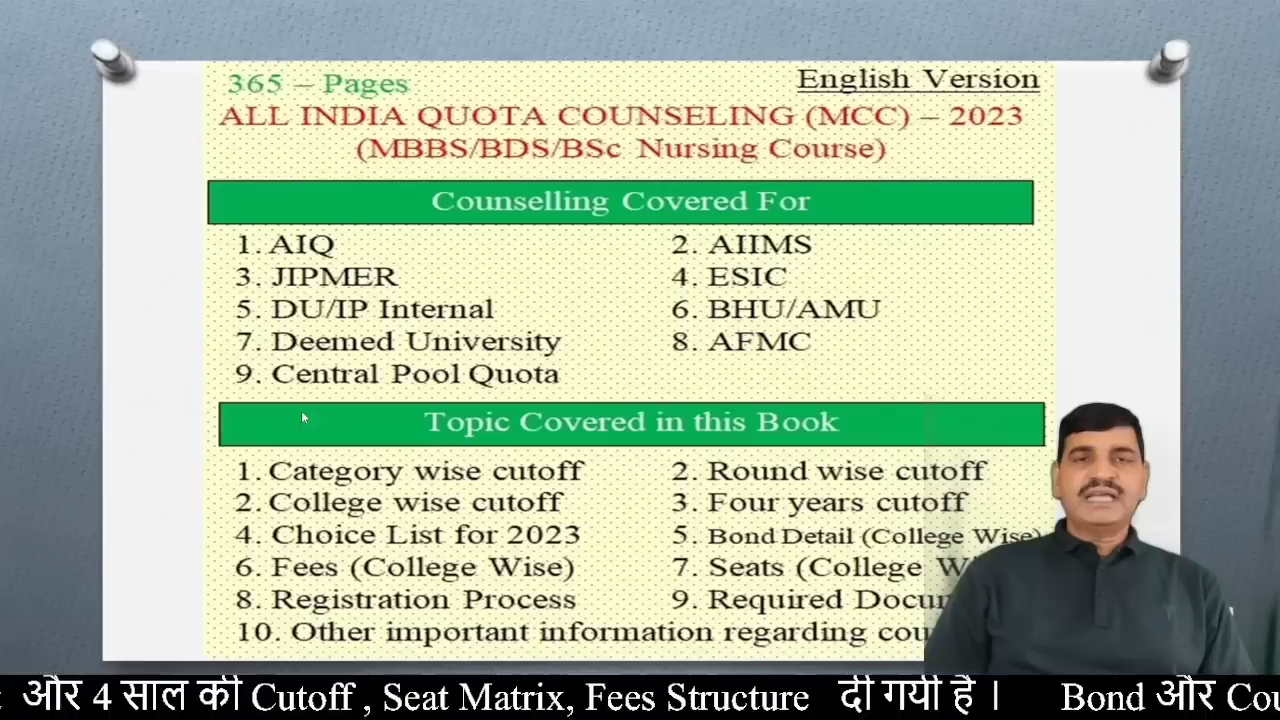 365 – Pages English Version
ALL INDIA QUOTA COUNSELING (MCC) – 2023
(MBBS/BDS/BSc Nursing Course)
Counselling Covered For
1. AIQ 2. AIIMS
3. JIPMER 4. ESIC
5. DU/IP Internal 6. BHU/AMU
7. Deemed University 8. AFMC
9. Central Pool Quota
Topic Covered in this Book
1. Category wise cutoff 2. Round wise cutoff
2. College wise cutoff 3. Four years cutoff
4. Choice List for 2023 5. Bond Detail (College Wise)
6. Fees (College Wise) 7. Seats (College
8. Registration Process 9. Required
10. Other important information regarding
और 4 साल की Cutoff , Seat Matrix, Fees Structure दी गयी है । Bond और